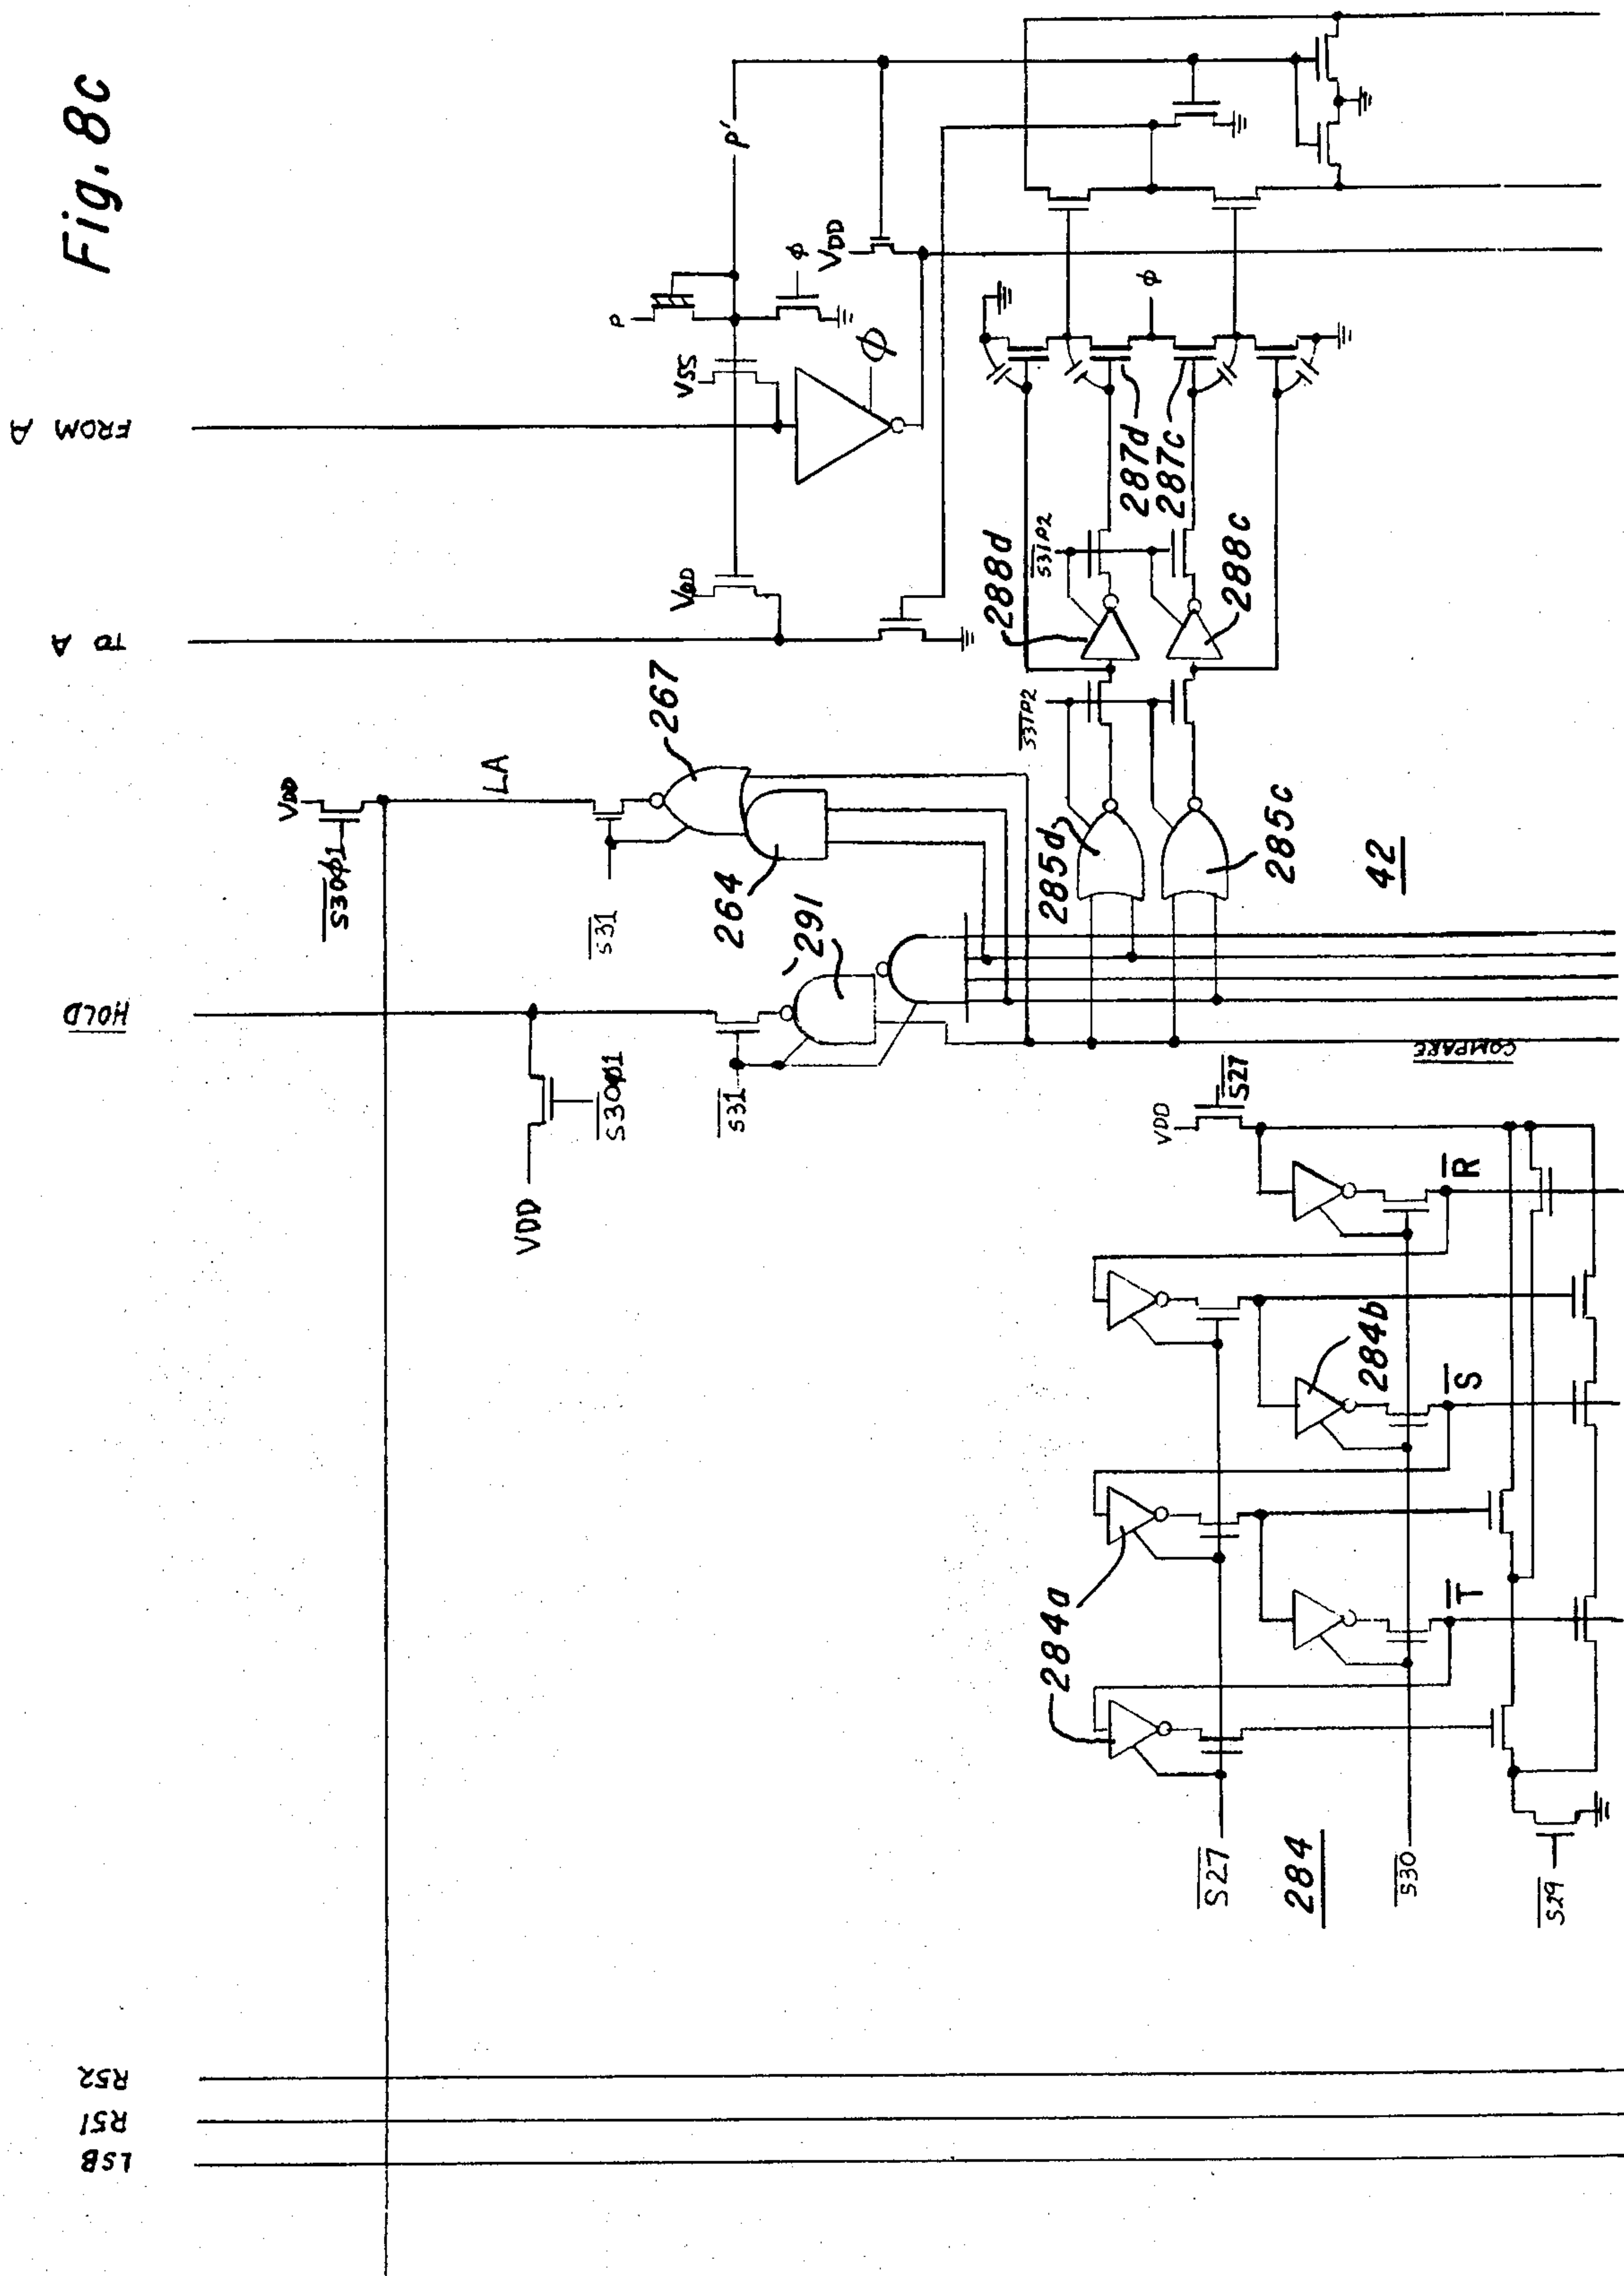 Fig. 8c
FROM A
TO A
HOLD
RS2
RS1
LSB
P
P'
VSS
φ
φ
VDD
VDD
VDD
S30φ1
LA
267
S31
264
291
S31
S30φ1
VDD
φ
287d
287c
S31P2
288d
288c
S31P2
285d
285c
42
COMPARE
VDD
S27
R
284b
S
284a
T
S27
284
S30
S29